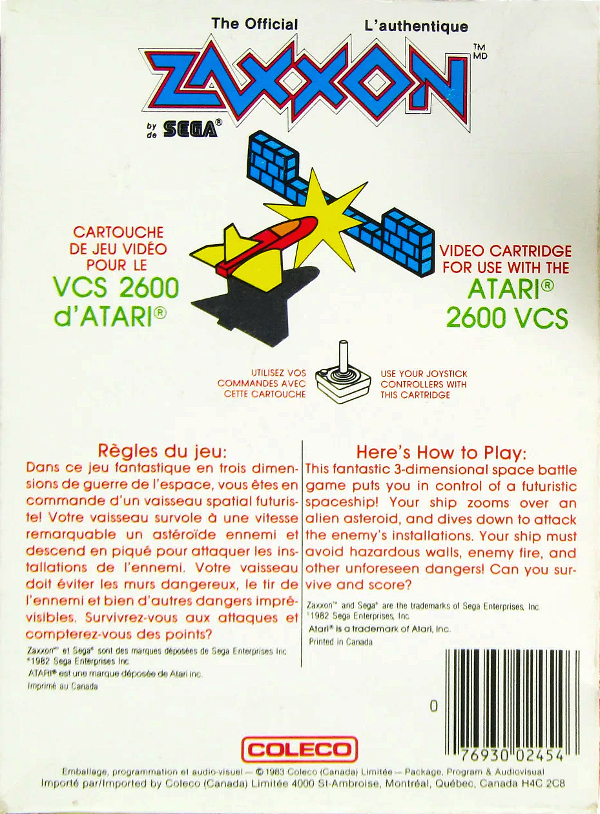 The Official L'authentique
ZAXXON ™ MD
by de SEGA®
CARTOUCHE
DE JEU VIDÉO
POUR LE
VCS 2600
d'ATARI®
VIDEO CARTRIDGE
FOR USE WITH THE
ATARI®
2600 VCS
UTILISEZ VOS
COMMANDES AVEC
CETTE CARTOUCHE
USE YOUR JOYSTICK
CONTROLLERS WITH
THIS CARTRIDGE
Règles du jeu:
Dans ce jeu fantastique en trois dimen-
sions de guerre de l'espace, vous êtes en
commande d'un vaisseau spatial futuris-
te! Votre vaisseau survole à une vitesse
remarquable un astéroïde ennemi et
descend en piqué pour attaquer les ins-
tallations de l'ennemi. Votre vaisseau
doit éviter les murs dangereux, le tir de
l'ennemi et bien d'autres dangers impré-
visibles. Survivrez-vous aux attaques et
compterez-vous des points?
Zaxxon™ et Sega® sont des marques déposées de Sega Enterprises Inc
©1982 Sega Enterprises Inc
ATARI® est une marque déposée de Atari Inc.
Imprimé au Canada
Here's How to Play:
This fantastic 3-dimensional space battle
game puts you in control of a futuristic
spaceship! Your ship zooms over an
alien asteroid, and dives down to attack
the enemy's installations. Your ship must
avoid hazardous walls, enemy fire, and
other unforeseen dangers! Can you sur-
vive and score?
Zaxxon™ and Sega® are the trademarks of Sega Enterprises, Inc.
©1982 Sega Enterprises, Inc.
Atari® is a trademark of Atari, Inc.
Printed in Canada
0 76930 02454
COLECO
Emballage, programmation et audio-visuel — © 1983 Coleco (Canada) Limitée — Package, Program & Audiovisual
Importé par/Imported by Coleco (Canada) Limitée 4000 St-Ambroise, Montréal, Québec, Canada H4C 2C8